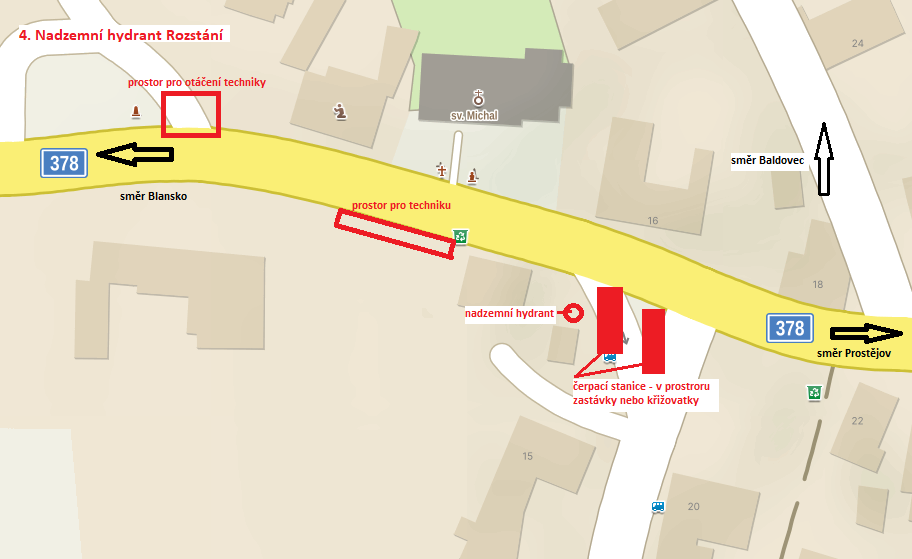 4. Nadzemní hydrant Rozstání
24
prostor pro otáčení techniky
sv. Michal
378
směr Baldovec
směr Blansko
prostor pro techniku
16
18
nadzemní hydrant
378
směr Prostějov
čerpací stanice - v prostroru
zastávky nebo křižovatky
22
15
20